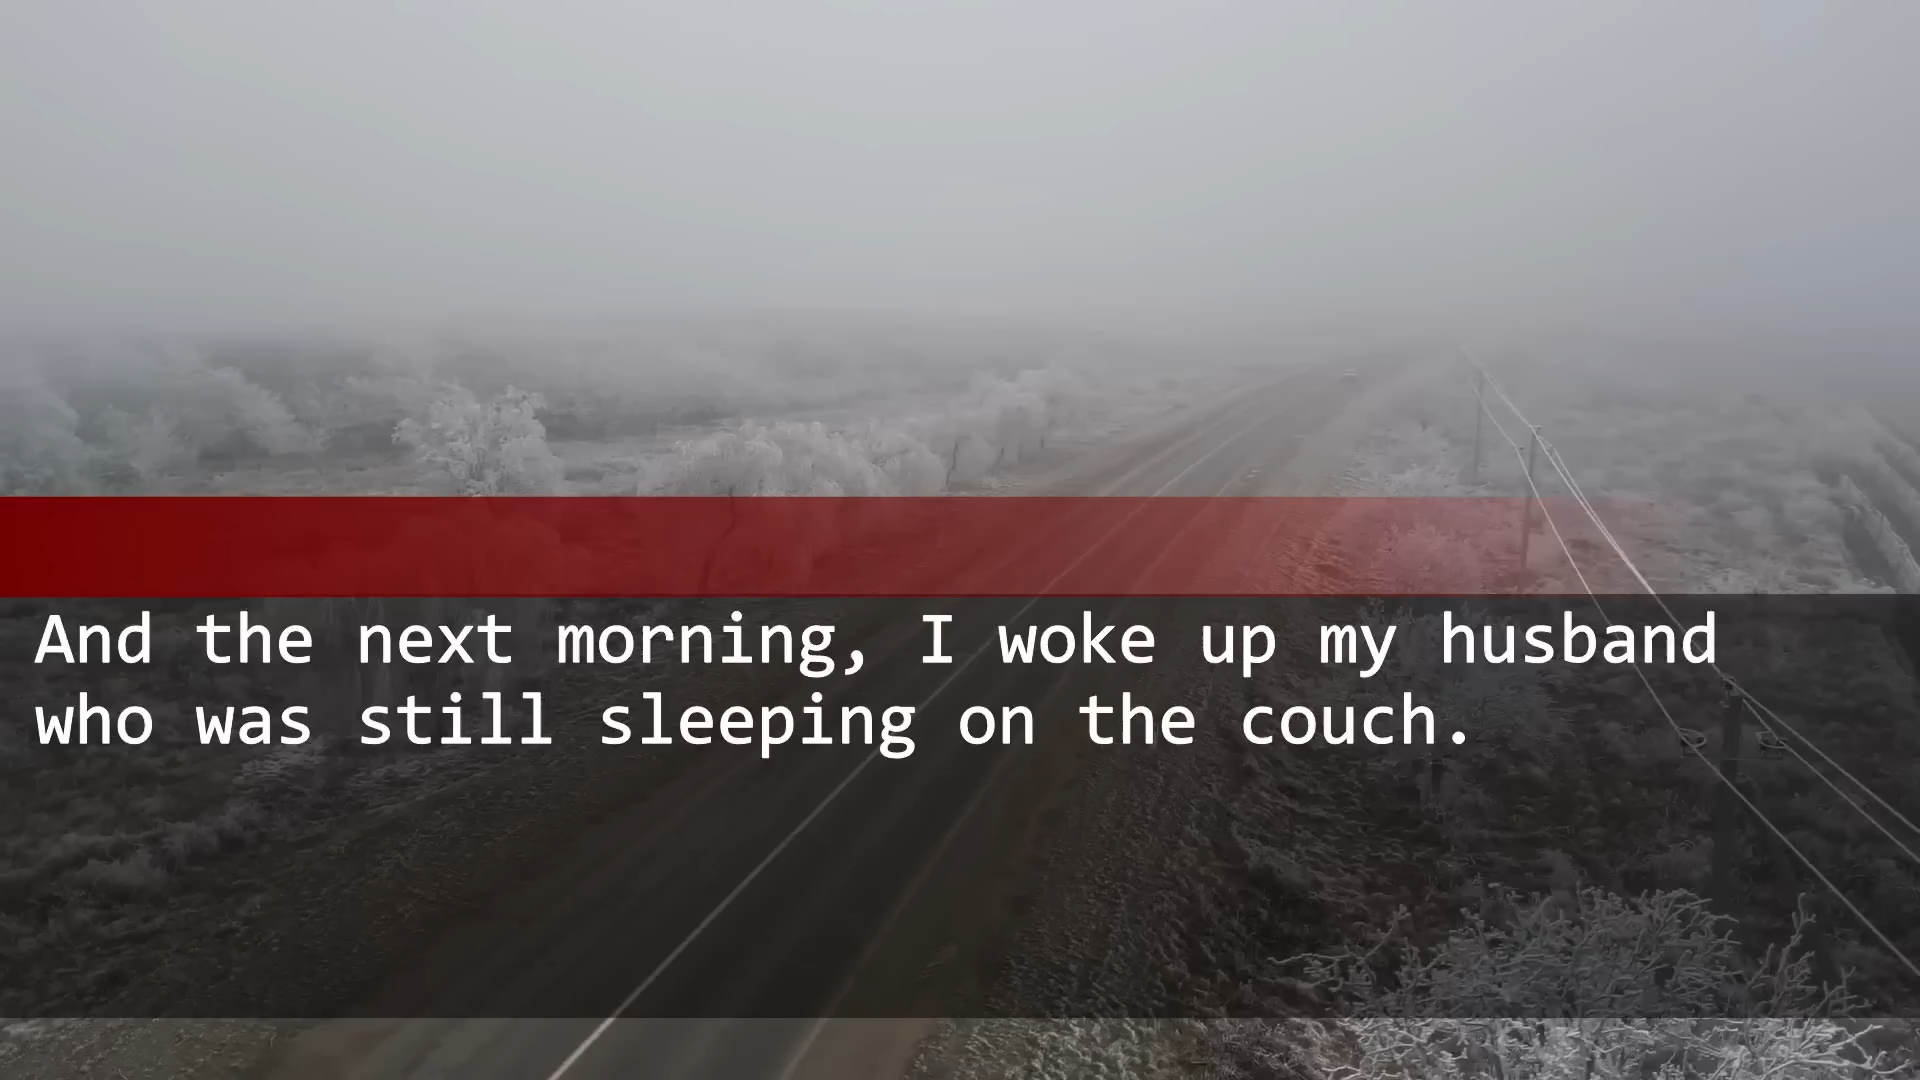 And the next morning, I woke up my husband
who was still sleeping on the couch.